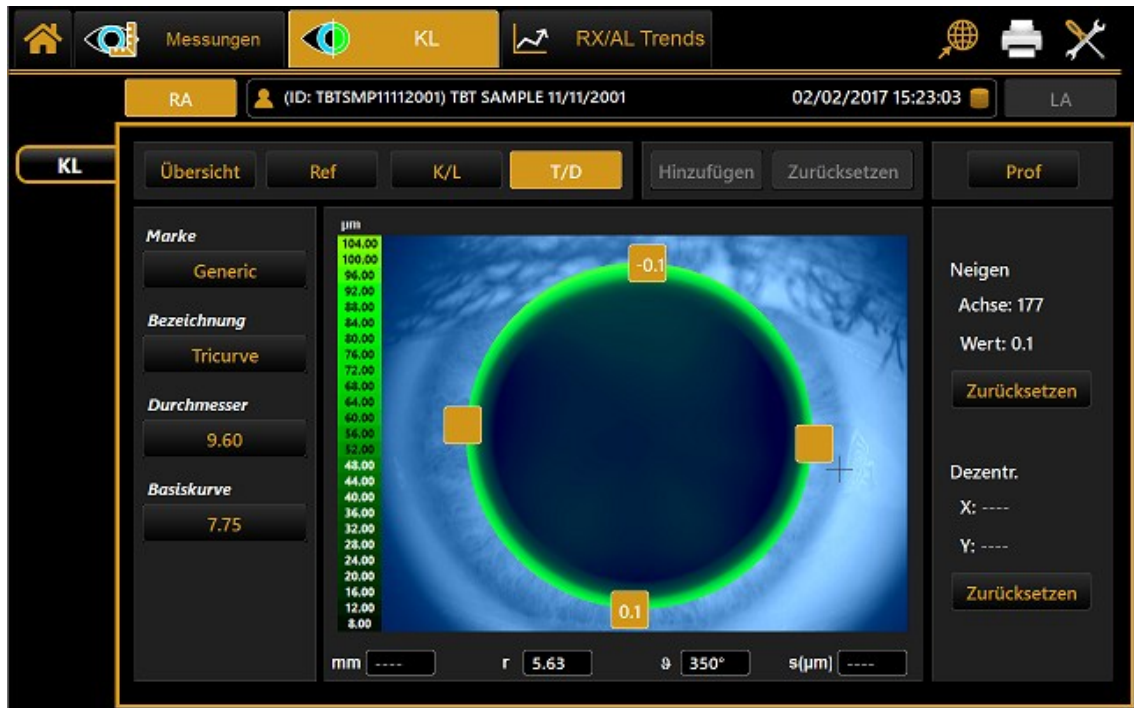 Messungen
KL
RX/AL Trends
RA
(ID: TBTSMP11112001) TBT SAMPLE 11/11/2001
02/02/2017 15:23:03
LA
KL
Übersicht
Ref
K/L
T/D
Hinzufügen
Zurücksetzen
Prof
Marke
Generic
Bezeichnung
Tricurve
Durchmesser
9.60
Basiskurve
7.75
µm
104.00
100.00
96.00
92.00
88.00
84.00
80.00
76.00
72.00
68.00
64.00
60.00
56.00
52.00
48.00
44.00
40.00
36.00
32.00
28.00
24.00
20.00
16.00
12.00
8.00
-0.1
0.1
mm ----
r 5.63
ϑ 350°
s(µm) ----
Neigen
Achse: 177
Wert: 0.1
Zurücksetzen
Dezentr.
X: ----
Y: ----
Zurücksetzen